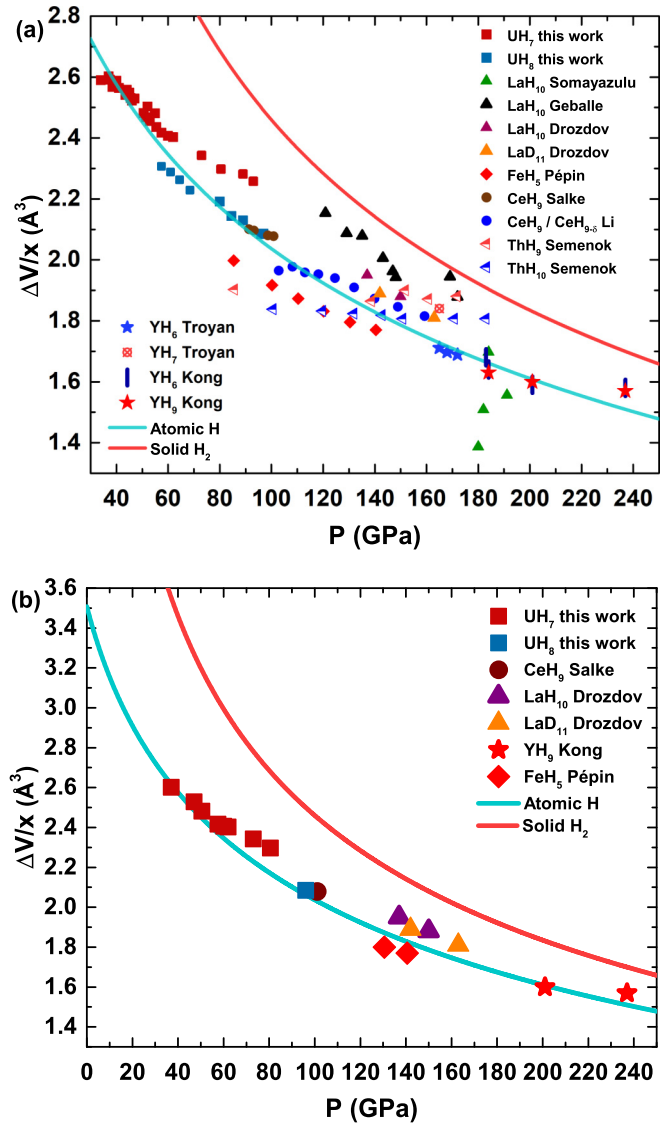 (a)
2.8
2.6
2.4
2.2
2.0
1.8
1.6
1.4
ΔV/x (Å³)
UH₇ this work
UH₈ this work
LaH₁₀ Somayazulu
LaH₁₀ Geballe
LaH₁₀ Drozdov
LaD₁₁ Drozdov
FeH₅ Pépin
CeH₉ Salke
CeH₉ / CeH₉₋δ Li
ThH₉ Semenok
ThH₁₀ Semenok
YH₆ Troyan
YH₇ Troyan
YH₆ Kong
YH₉ Kong
Atomic H
Solid H₂
40 60 80 100 120 140 160 180 200 220 240
P (GPa)
(b)
3.6
3.4
3.2
3.0
2.8
2.6
2.4
2.2
2.0
1.8
1.6
1.4
ΔV/x (Å³)
UH₇ this work
UH₈ this work
CeH₉ Salke
LaH₁₀ Drozdov
LaD₁₁ Drozdov
YH₉ Kong
FeH₅ Pépin
Atomic H
Solid H₂
0 20 40 60 80 100 120 140 160 180 200 220 240
P (GPa)